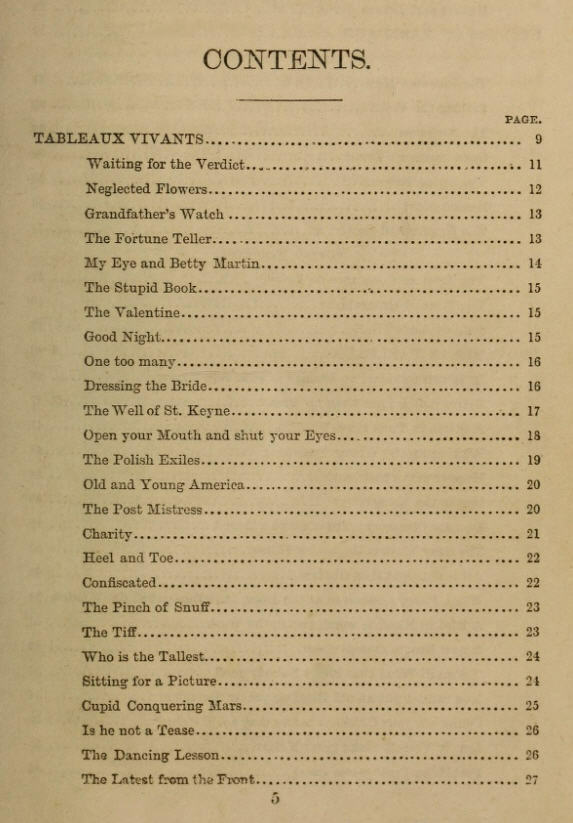 CONTENTS.
PAGE.
TABLEAUX VIVANTS........................................ 9
Waiting for the Verdict........................................ 11
Neglected Flowers........................................ 12
Grandfather's Watch ........................................ 13
The Fortune Teller........................................ 13
My Eye and Betty Martin........................................ 14
The Stupid Book........................................ 15
The Valentine........................................ 15
Good Night........................................ 15
One too many........................................ 16
Dressing the Bride........................................ 16
The Well of St. Keyne........................................ 17
Open your Mouth and shut your Eyes........................................ 18
The Polish Exiles........................................ 19
Old and Young America........................................ 20
The Post Mistress........................................ 20
Charity........................................ 21
Heel and Toe........................................ 22
Confiscated........................................ 22
The Pinch of Snuff........................................ 23
The Tiff........................................ 23
Who is the Tallest........................................ 24
Sitting for a Picture........................................ 24
Cupid Conquering Mars........................................ 25
Is he not a Tease........................................ 26
The Dancing Lesson........................................ 26
The Latest from the Front........................................ 27
5